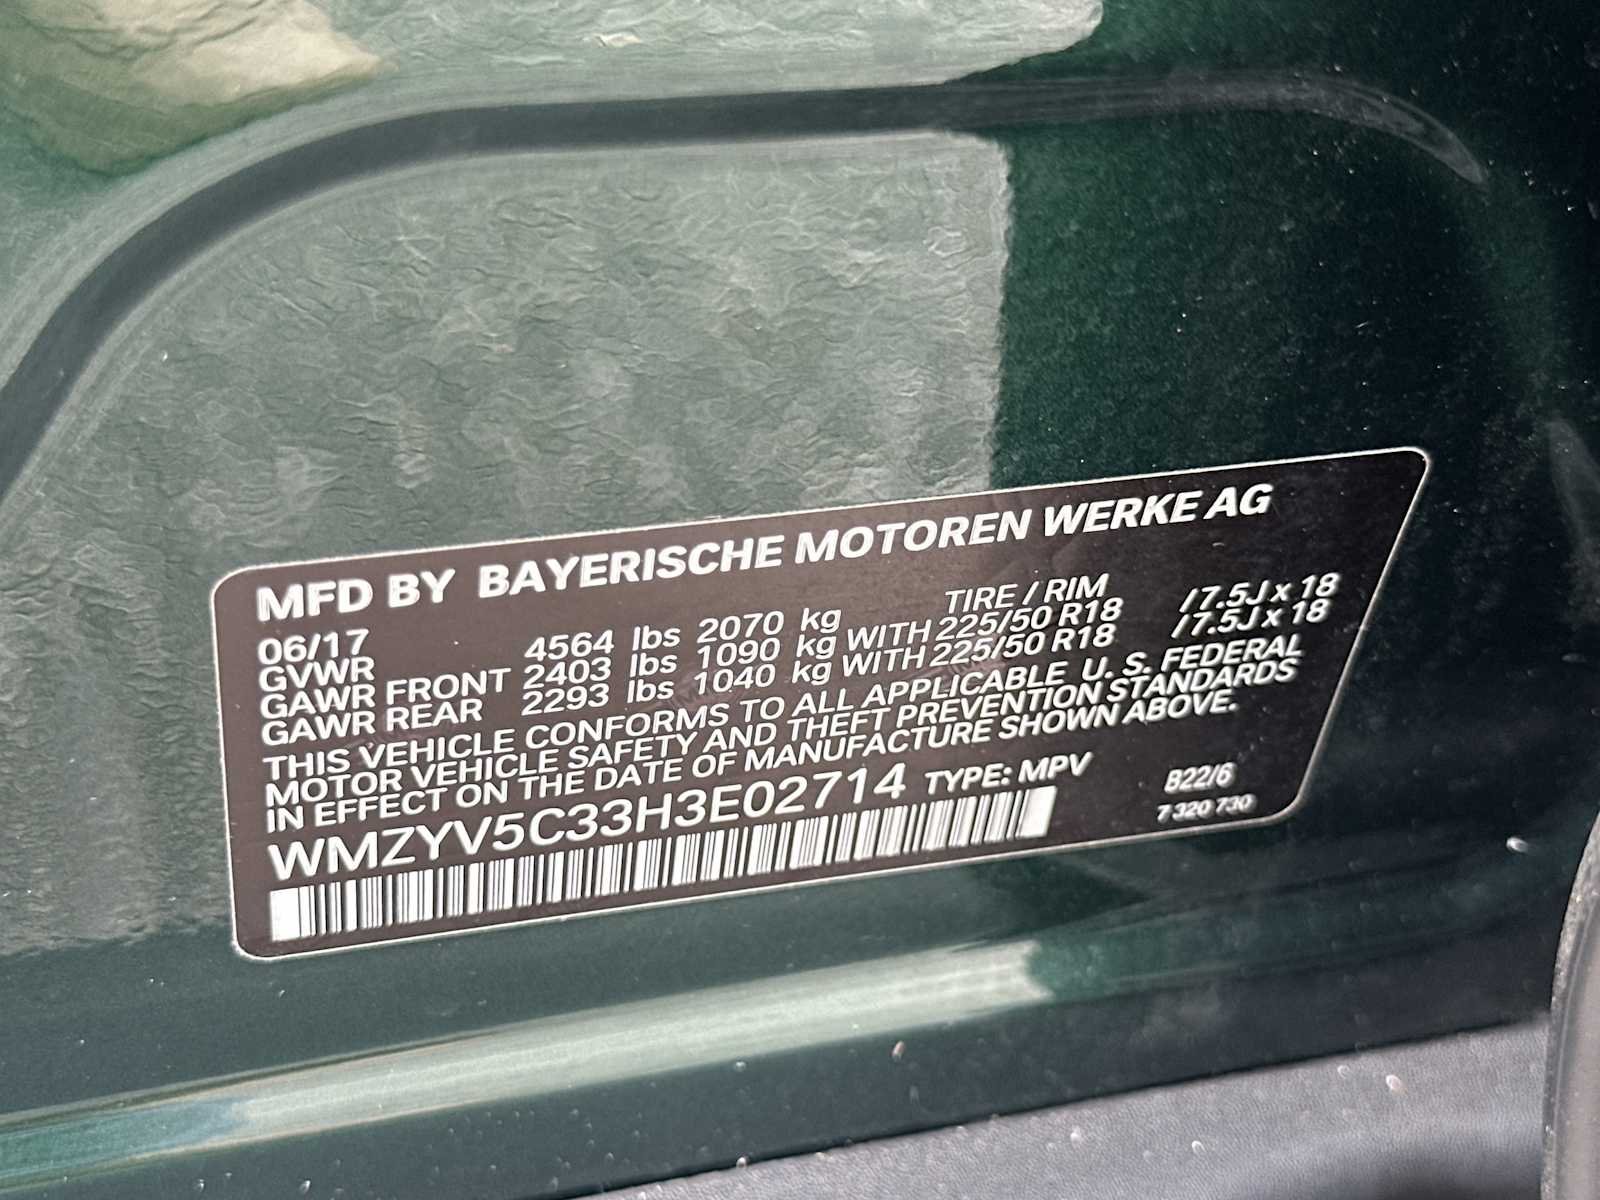 MFD BY BAYERISCHE MOTOREN WERKE AG
06/17 TIRE / RIM
GVWR 4564 lbs 2070 kg
GAWR FRONT 2403 lbs 1090 kg WITH 225/50 R18 /7.5J x 18
GAWR REAR 2293 lbs 1040 kg WITH 225/50 R18 /7.5J x 18
THIS VEHICLE CONFORMS TO ALL APPLICABLE U. S. FEDERAL
MOTOR VEHICLE SAFETY AND THEFT PREVENTION STANDARDS
IN EFFECT ON THE DATE OF MANUFACTURE SHOWN ABOVE.
WMZYV5C33H3E02714 TYPE: MPV B22/6
7 320 730